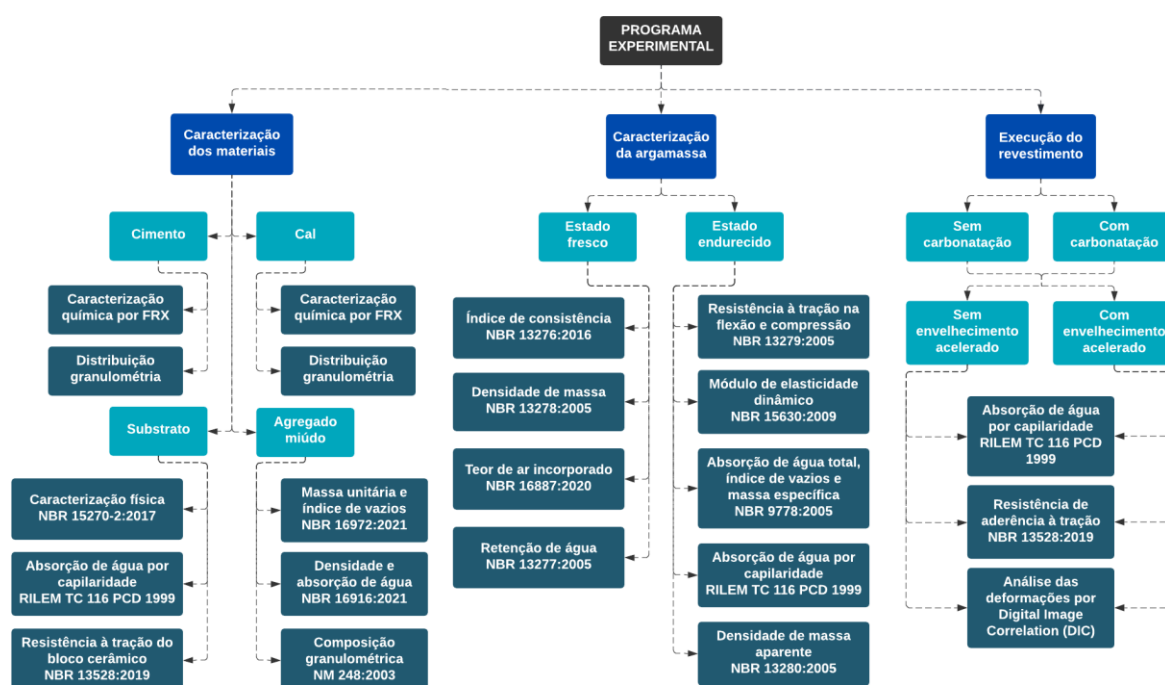 PROGRAMA
EXPERIMENTAL
Caracterização
dos materiais
Cimento
Cal
Caracterização
química por FRX
Caracterização
química por FRX
Distribuição
granulométria
Distribuição
granulométria
Substrato
Agregado
miúdo
Caracterização física
NBR 15270-2:2017
Absorção de água por
capilaridade
RILEM TC 116 PCD 1999
Resistência à tração do
bloco cerâmico
NBR 13528:2019
Massa unitária e
índice de vazios
NBR 16972:2021
Densidade e
absorção de água
NBR 16916:2021
Composição
granulométrica
NM 248:2003
Caracterização
da argamassa
Estado
fresco
Índice de consistência
NBR 13276:2016
Densidade de massa
NBR 13278:2005
Teor de ar incorporado
NBR 16887:2020
Retenção de água
NBR 13277:2005
Estado
endurecido
Resistência à tração na
flexão e compressão
NBR 13279:2005
Módulo de elasticidade
dinâmico
NBR 15630:2009
Absorção de água total,
índice de vazios e
massa específica
NBR 9778:2005
Absorção de água por
capilaridade
RILEM TC 116 PCD 1999
Densidade de massa
aparente
NBR 13280:2005
Execução do
revestimento
Sem
carbonatação
Com
carbonatação
Sem
envelhecimento
acelerado
Com
envelhecimento
acelerado
Absorção de água
por capilaridade
RILEM TC 116 PCD
1999
Resistência de
aderência à tração
NBR 13528:2019
Análise das
deformações por
Digital Image
Correlation (DIC)